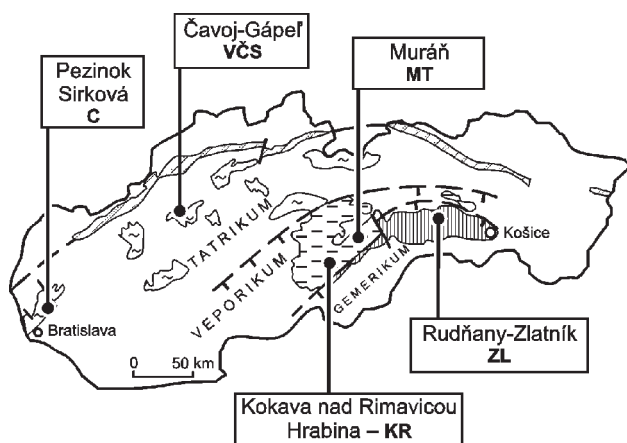 Čavoj-Gápeľ
VČS
Muráň
MT
Pezinok
Sirková
C
TATRIKUM
VEPORIKUM
GEMERIKUM
Košice
Bratislava
0 50 km
Rudňany-Zlatník
ZL
Kokava nad Rimavicou
Hrabina – KR